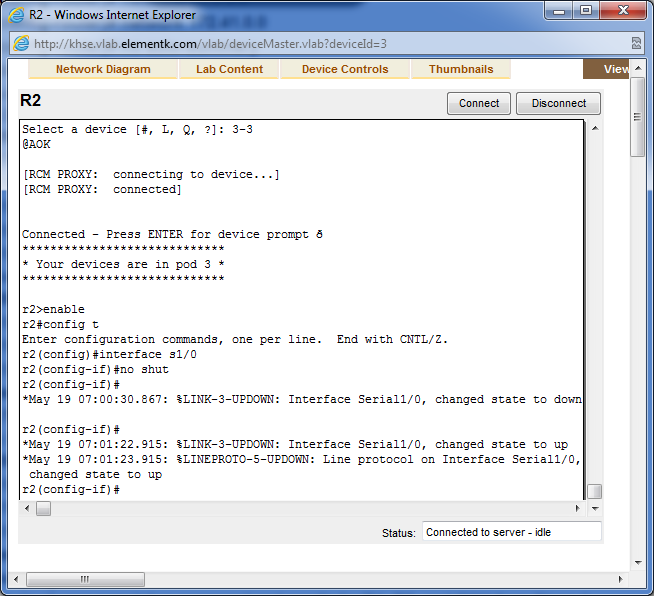 R2 - Windows Internet Explorer
http://khse.vlab.elementk.com/vlab/deviceMaster.vlab?deviceId=3
Network Diagram Lab Content Device Controls Thumbnails View
R2
Connect Disconnect
Select a device [#, L, Q, ?]: 3-3
@AOK
[RCM PROXY:  connecting to device...]
[RCM PROXY:  connected]
Connected - Press ENTER for device prompt ð
*****************************
* Your devices are in pod 3 *
*****************************
r2>enable
r2#config t
Enter configuration commands, one per line.  End with CNTL/Z.
r2(config)#interface s1/0
r2(config-if)#no shut
r2(config-if)#
*May 19 07:00:30.867: %LINK-3-UPDOWN: Interface Serial1/0, changed state to down
r2(config-if)#
*May 19 07:01:22.915: %LINK-3-UPDOWN: Interface Serial1/0, changed state to up
*May 19 07:01:23.915: %LINEPROTO-5-UPDOWN: Line protocol on Interface Serial1/0,
 changed state to up
r2(config-if)#
Status: Connected to server - idle